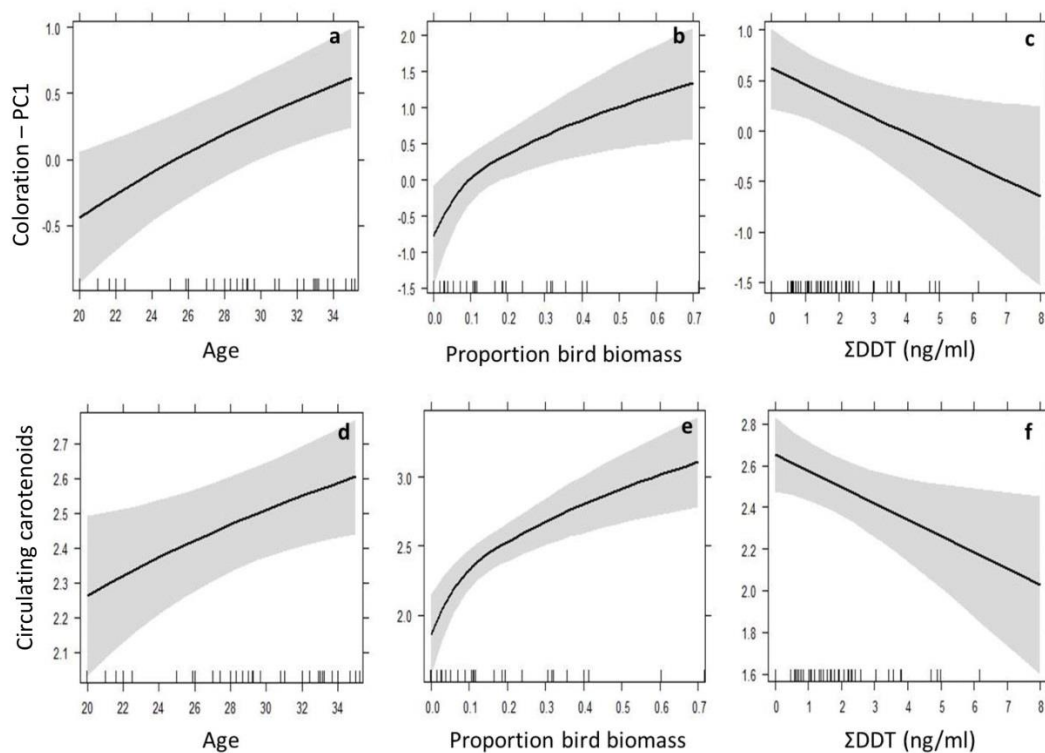 a
1.0
0.5
0.0
-0.5
20 22 24 26 28 30 32 34
Coloration – PC1
Age
b
2.0
1.5
1.0
0.5
0.0
-0.5
-1.0
-1.5
0.0 0.1 0.2 0.3 0.4 0.5 0.6 0.7
Proportion bird biomass
c
1.0
0.5
0.0
-0.5
-1.0
-1.5
0 1 2 3 4 5 6 7 8
ΣDDT (ng/ml)
d
2.7
2.6
2.5
2.4
2.3
2.2
2.1
20 22 24 26 28 30 32 34
Circulating carotenoids
Age
e
3.0
2.5
2.0
0.0 0.1 0.2 0.3 0.4 0.5 0.6 0.7
Proportion bird biomass
f
2.8
2.6
2.4
2.2
2.0
1.8
1.6
0 1 2 3 4 5 6 7 8
ΣDDT (ng/ml)